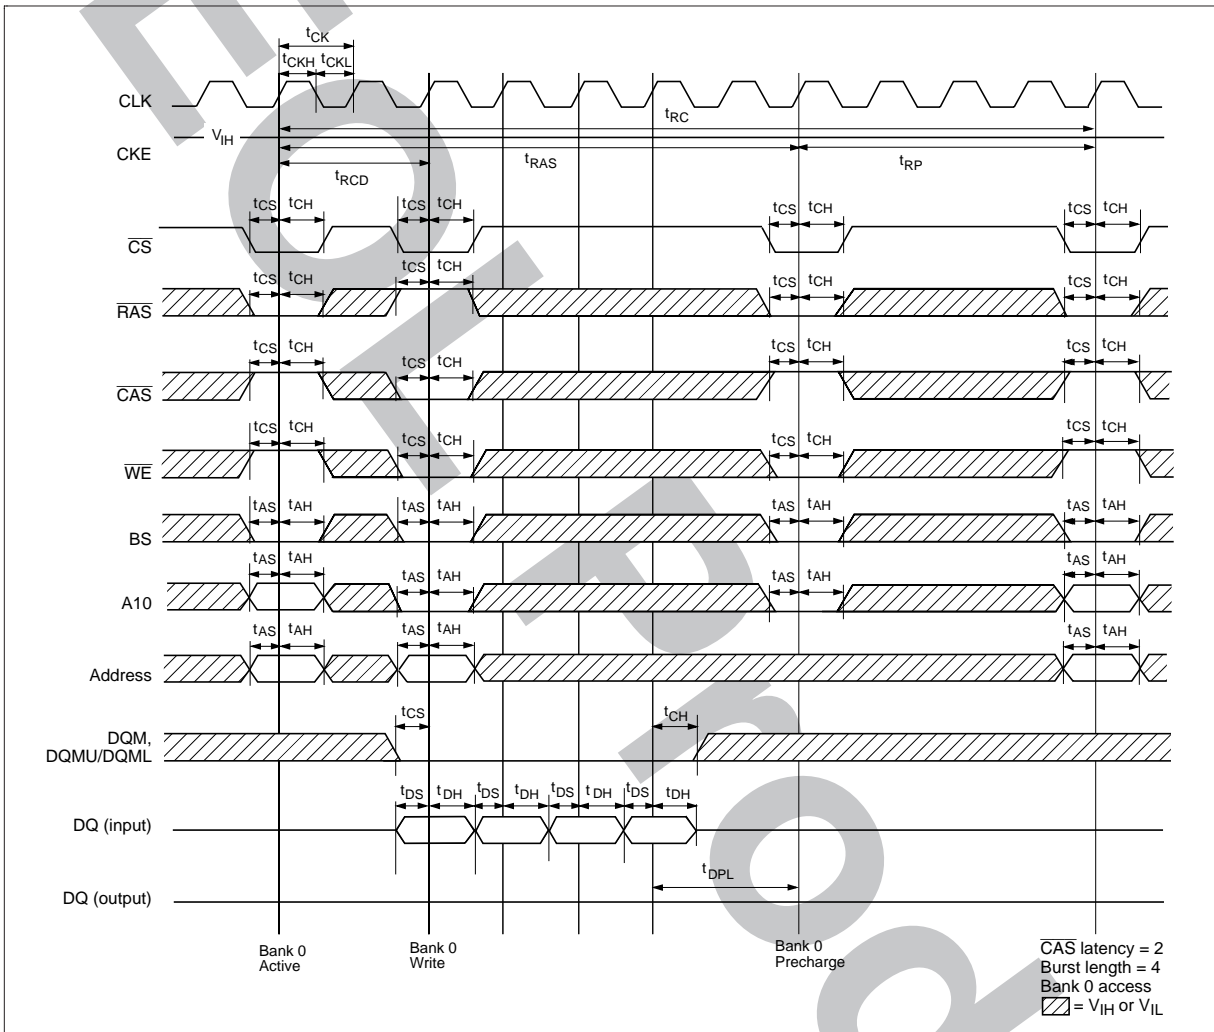 tCK
tCKH tCKL
CLK
tRC
VIH
CKE
tRAS tRP
tRCD
tCS tCH tCS tCH tCS tCH tCS tCH
CS
tCS tCH tCS tCH tCS tCH tCS tCH
RAS
tCS tCH tCS tCH tCS tCH tCS tCH
CAS
tCS tCH tCS tCH tCS tCH tCS tCH
WE
tAS tAH tAS tAH tAS tAH tAS tAH
BS
tAS tAH tAS tAH tAS tAH tAS tAH
A10
tAS tAH tAS tAH tAS tAH
Address
tCS tCH
DQM,
DQMU/DQML
tDS tDH tDS tDH tDS tDH tDS tDH
DQ (input)
tDPL
DQ (output)
Bank 0
Active
Bank 0
Write
Bank 0
Precharge
CAS latency = 2
Burst length = 4
Bank 0 access
= VIH or VIL